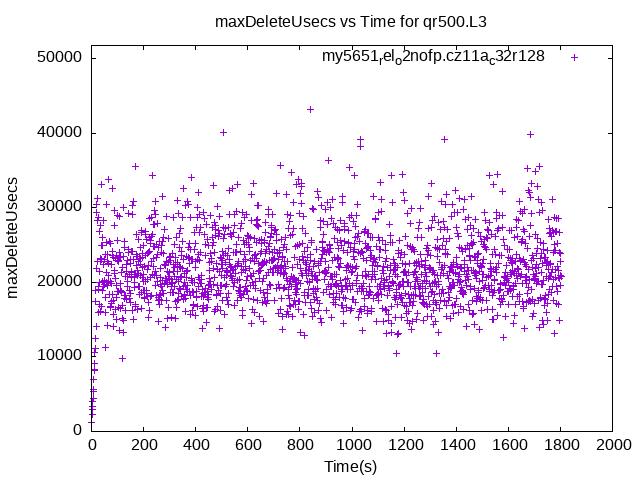 maxDeleteUsecs vs Time for qr500.L3
my5651relo2nofp.cz11ac32r128
50000
40000
30000
20000
10000
0
maxDeleteUsecs
0 200 400 600 800 1000 1200 1400 1600 1800 2000
Time(s)